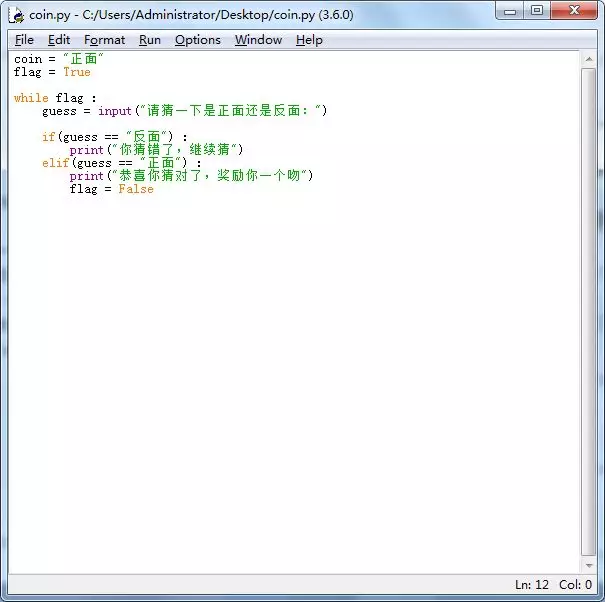 coin.py - C:/Users/Administrator/Desktop/coin.py (3.6.0)
File Edit Format Run Options Window Help
coin = "正面"
flag = True
while flag :
guess = input("请猜一下是正面还是反面：")
if(guess == "反面") :
print("你猜错了，继续猜")
elif(guess == "正面") :
print("恭喜你猜对了，奖励你一个吻")
flag = False
Ln: 12 Col: 0